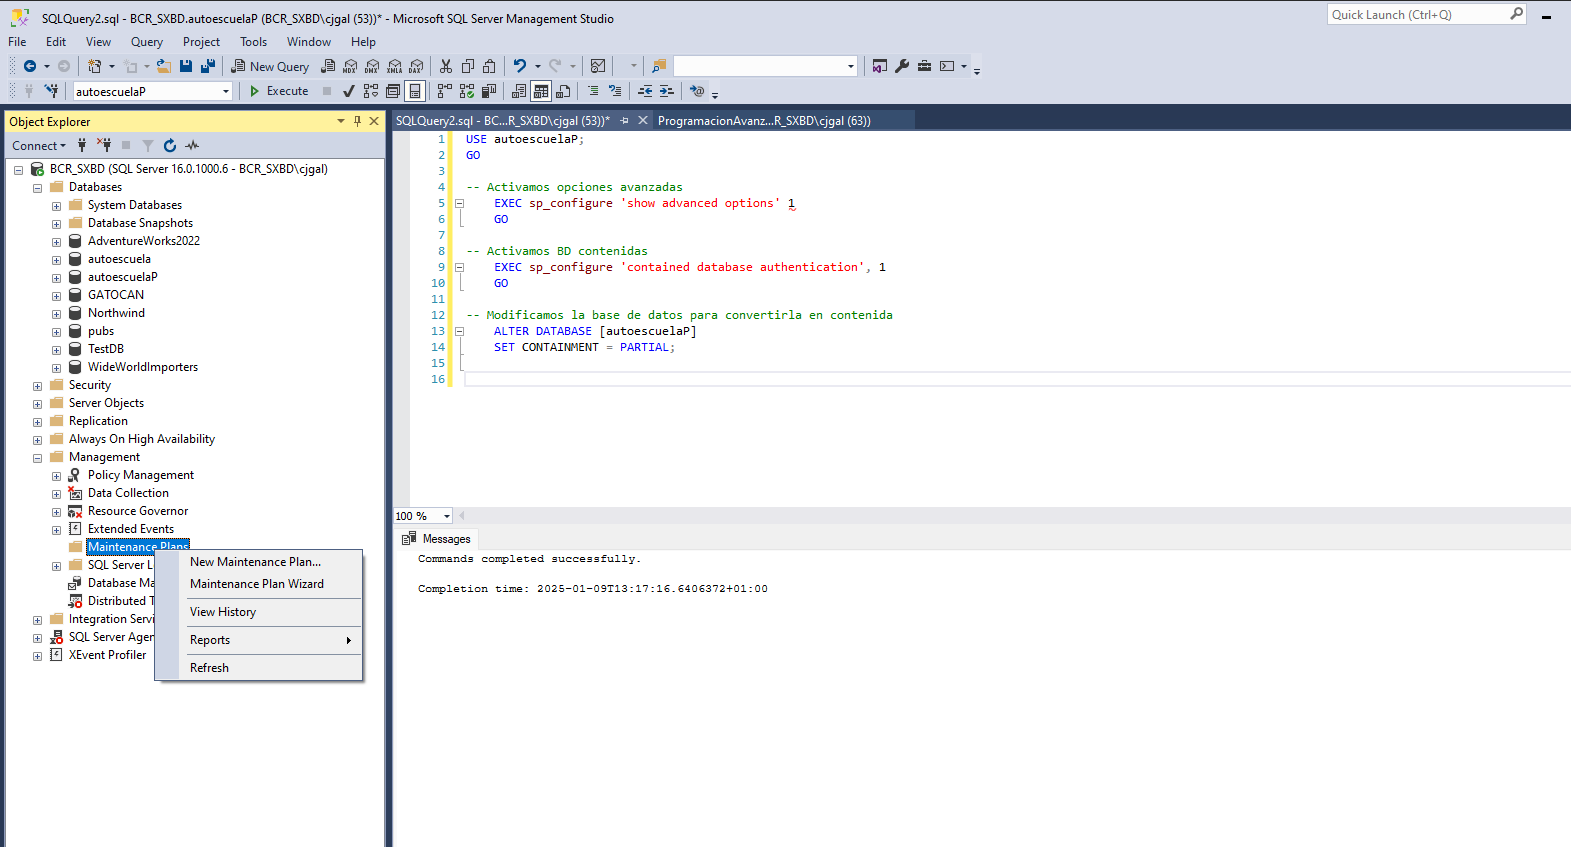 SQLQuery2.sql - BCR_SXBD.autoescuelaP (BCR_SXBD\cjgal (53))* - Microsoft SQL Server Management Studio
Quick Launch (Ctrl+Q)
File Edit View Query Project Tools Window Help
New Query MDX DMX XMLA DAX
autoescuelaP Execute
Object Explorer
Connect
BCR_SXBD (SQL Server 16.0.1000.6 - BCR_SXBD\cjgal)
Databases
System Databases
Database Snapshots
AdventureWorks2022
autoescuela
autoescuelaP
GATOCAN
Northwind
pubs
TestDB
WideWorldImporters
Security
Server Objects
Replication
Always On High Availability
Management
Policy Management
Data Collection
Resource Governor
Extended Events
Maintenance Plans
SQL Server L
Database Ma
Distributed T
Integration Servi
SQL Server Agen
XEvent Profiler
New Maintenance Plan...
Maintenance Plan Wizard
View History
Reports
Refresh
SQLQuery2.sql - BC...R_SXBD\cjgal (53))* ProgramacionAvanz...R_SXBD\cjgal (63))
1 USE autoescuelaP;
2 GO
3
4 -- Activamos opciones avanzadas
5 EXEC sp_configure 'show advanced options' 1
6 GO
7
8 -- Activamos BD contenidas
9 EXEC sp_configure 'contained database authentication', 1
10 GO
11
12 -- Modificamos la base de datos para convertirla en contenida
13 ALTER DATABASE [autoescuelaP]
14 SET CONTAINMENT = PARTIAL;
15
16
100 %
Messages
Commands completed successfully.
Completion time: 2025-01-09T13:17:16.6406372+01:00